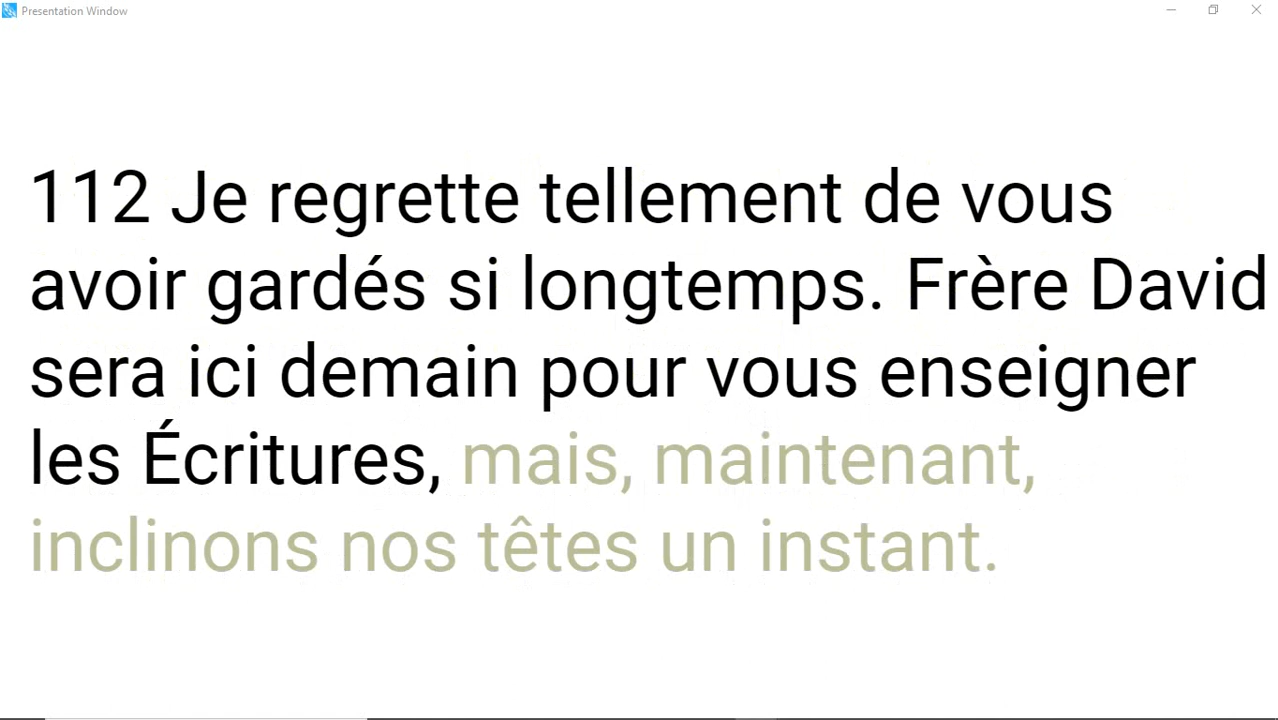 Presentation Window
112 Je regrette tellement de vous
avoir gardés si longtemps. Frère David
sera ici demain pour vous enseigner
les Écritures, mais, maintenant,
inclinons nos têtes un instant.